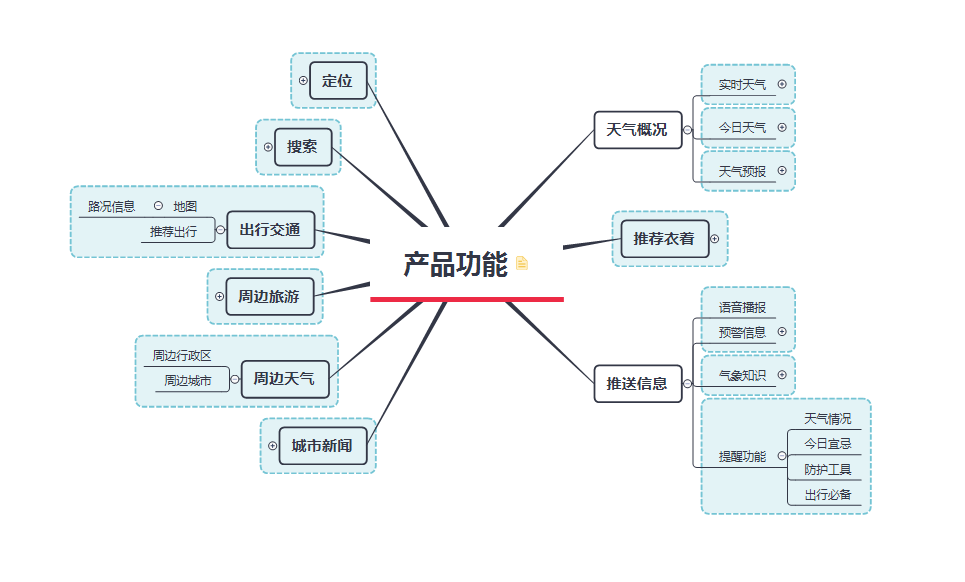 产品功能
天气概况
实时天气
今日天气
天气预报
推荐衣着
推送信息
语音播报
预警信息
气象知识
提醒功能
天气情况
今日宜忌
防护工具
出行必备
定位
搜索
出行交通
地图
路况信息
推荐出行
周边旅游
周边天气
周边行政区
周边城市
城市新闻